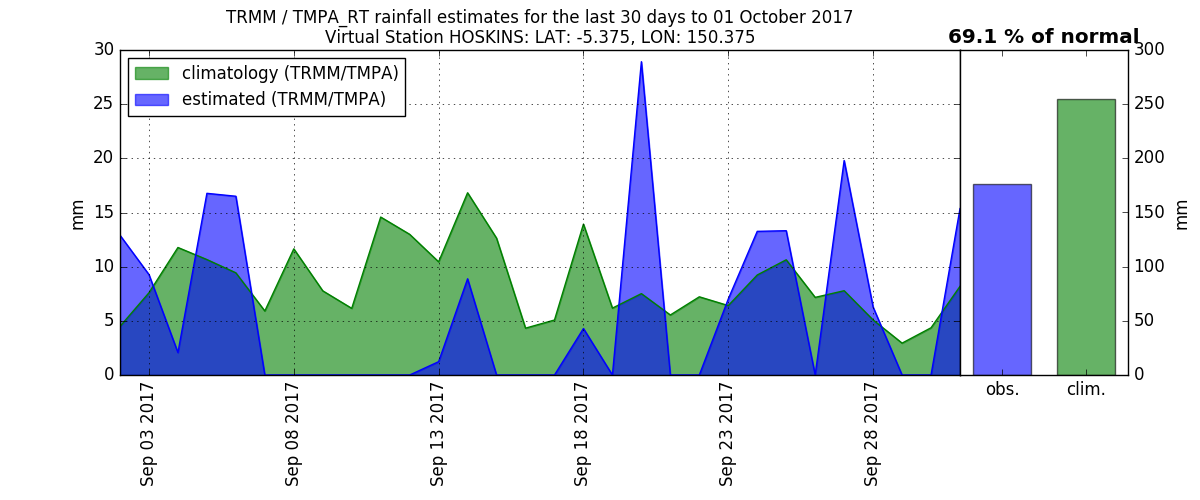 TRMM / TMPA_RT rainfall estimates for the last 30 days to 01 October 2017
Virtual Station HOSKINS: LAT: -5.375, LON: 150.375
69.1 % of normal
climatology (TRMM/TMPA)
estimated (TRMM/TMPA)
mm
30
25
20
15
10
5
0
Sep 03 2017
Sep 08 2017
Sep 13 2017
Sep 18 2017
Sep 23 2017
Sep 28 2017
obs.
clim.
300
250
200
150
100
50
0
mm